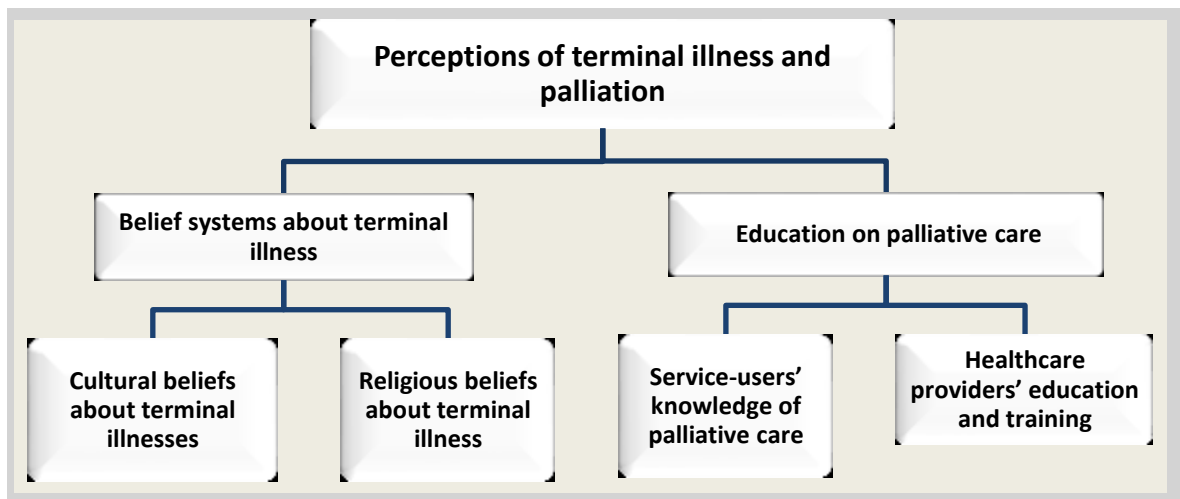 Perceptions of terminal illness and
palliation
Belief systems about terminal
illness
Education on palliative care
Cultural beliefs
about terminal
illnesses
Religious beliefs
about terminal
illness
Service-users’
knowledge of
palliative care
Healthcare
providers’ education
and training